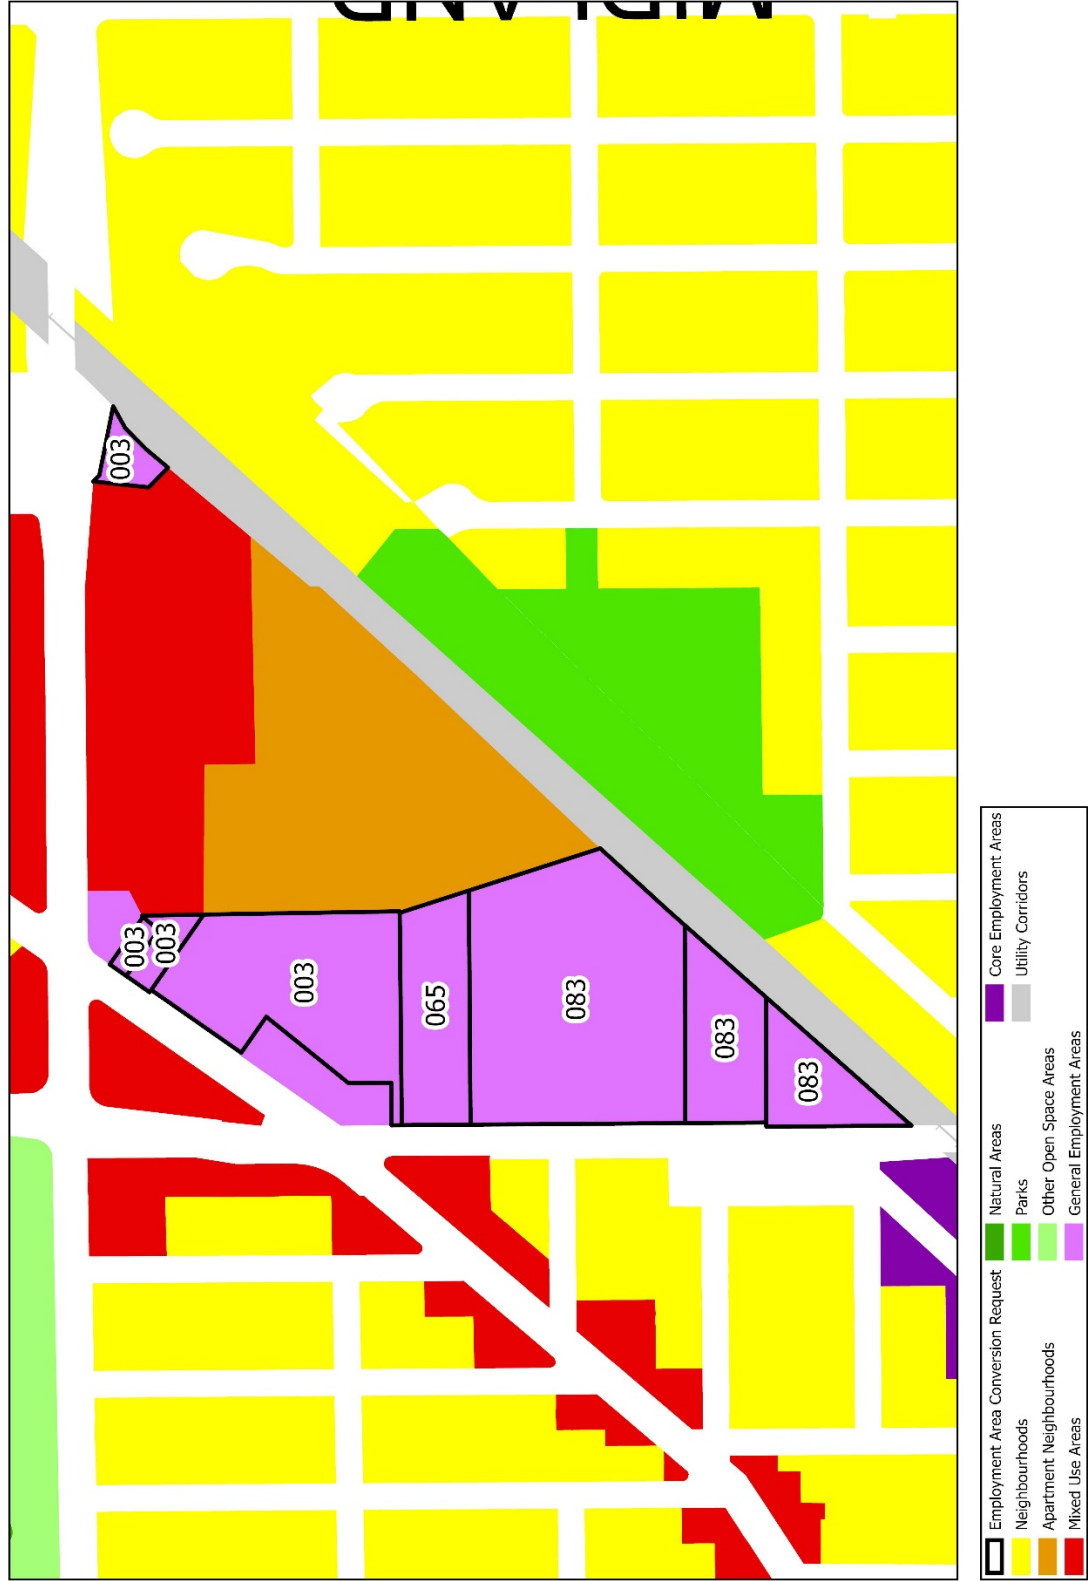 003
003
003
003
065
083
083
083
Employment Area Conversion Request
Neighbourhoods
Apartment Neighbourhoods
Mixed Use Areas
Natural Areas
Parks
Other Open Space Areas
General Employment Areas
Core Employment Areas
Utility Corridors